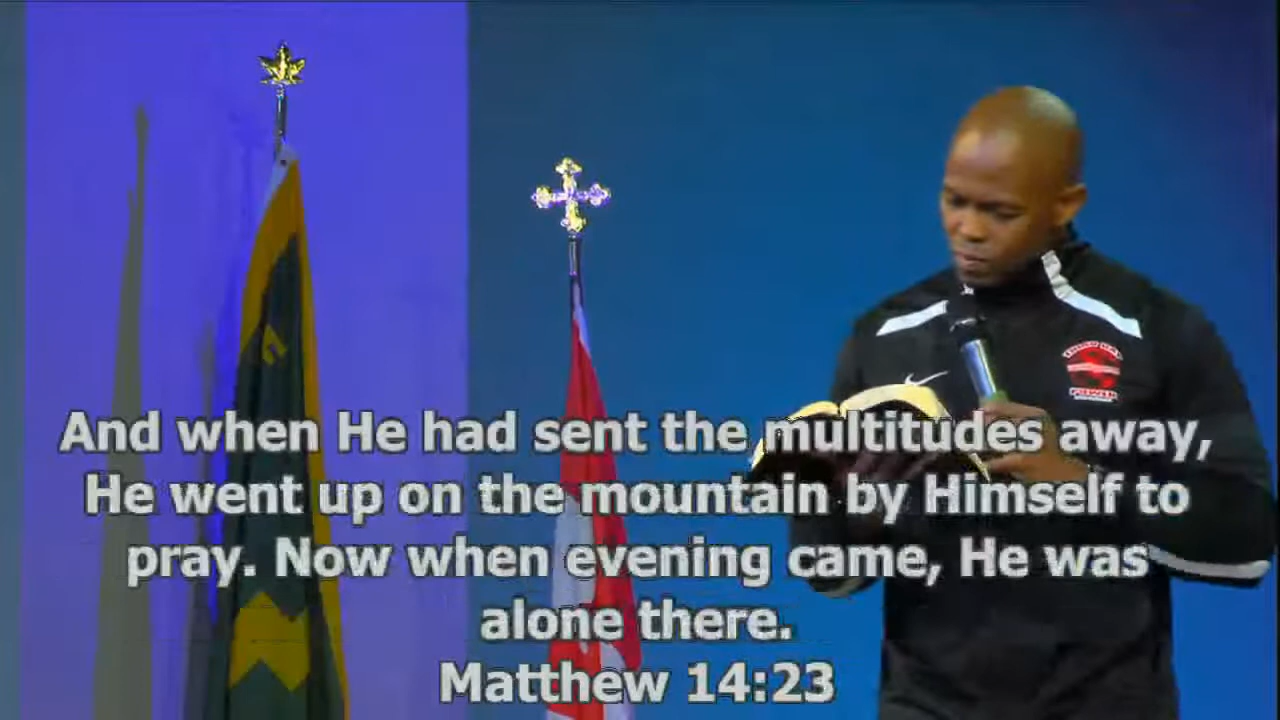 And when He had sent the multitudes away,
He went up on the mountain by Himself to
pray. Now when evening came, He was
alone there.
Matthew 14:23